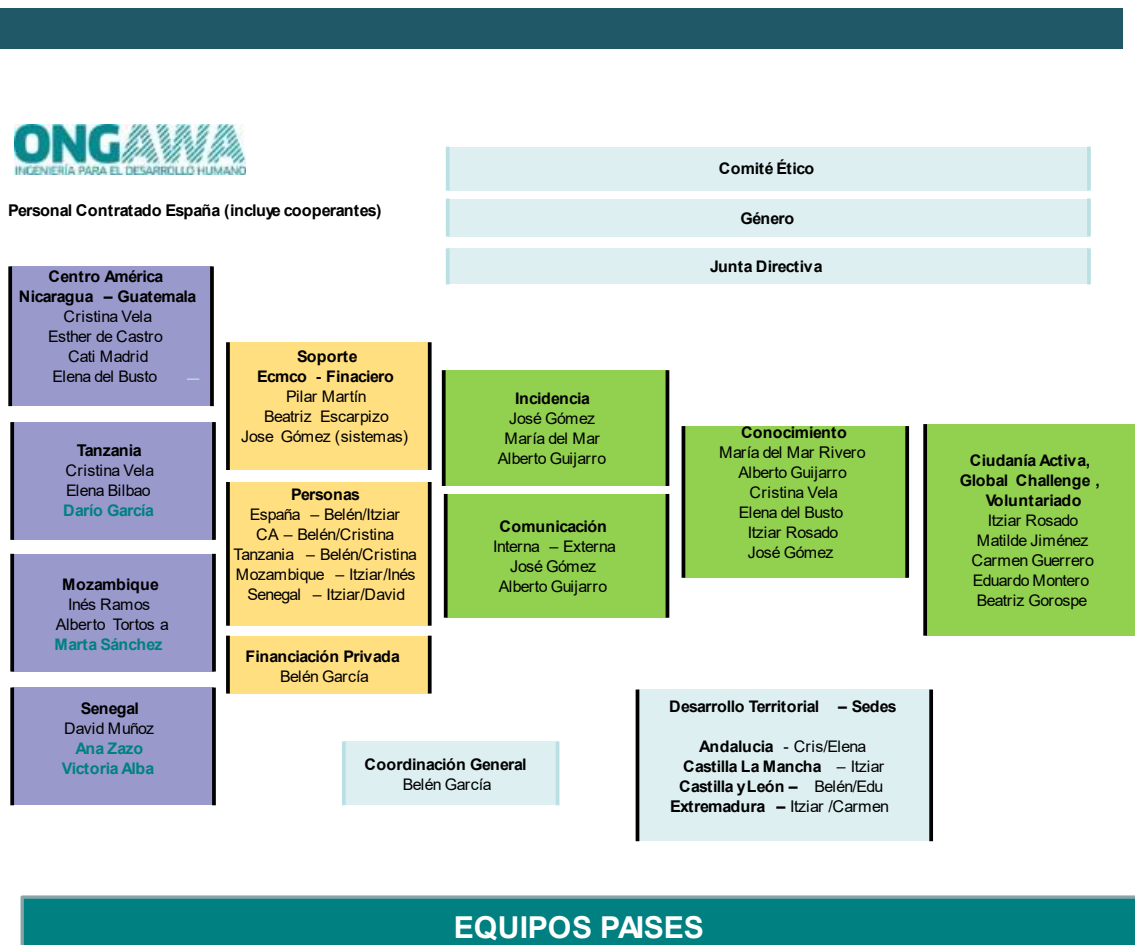 ONGAWA
INGENIERÍA PARA EL DESARROLLO HUMANO
Personal Contratado España (incluye cooperantes)
Comité Ético
Género
Junta Directiva
Centro América
Nicaragua – Guatemala
Cristina Vela
Esther de Castro
Cati Madrid
Elena del Busto
Tanzania
Cristina Vela
Elena Bilbao
Darío García
Mozambique
Inés Ramos
Alberto Tortos a
Marta Sánchez
Senegal
David Muñoz
Ana Zazo
Victoria Alba
Soporte
Ecmco - Finaciero
Pilar Martín
Beatriz Escarpizo
Jose Gómez (sistemas)
Personas
España – Belén/Itziar
CA – Belén/Cristina
Tanzania – Belén/Cristina
Mozambique – Itziar/Inés
Senegal – Itziar/David
Financiación Privada
Belén García
Incidencia
José Gómez
María del Mar
Alberto Guijarro
Comunicación
Interna – Externa
José Gómez
Alberto Guijarro
Conocimiento
María del Mar Rivero
Alberto Guijarro
Cristina Vela
Elena del Busto
Itziar Rosado
José Gómez
Ciudanía Activa,
Global Challenge ,
Voluntariado
Itziar Rosado
Matilde Jiménez
Carmen Guerrero
Eduardo Montero
Beatriz Gorospe
Coordinación General
Belén García
Desarrollo Territorial – Sedes
Andalucia - Cris/Elena
Castilla La Mancha – Itziar
Castilla y León – Belén/Edu
Extremadura – Itziar /Carmen
EQUIPOS PAISES